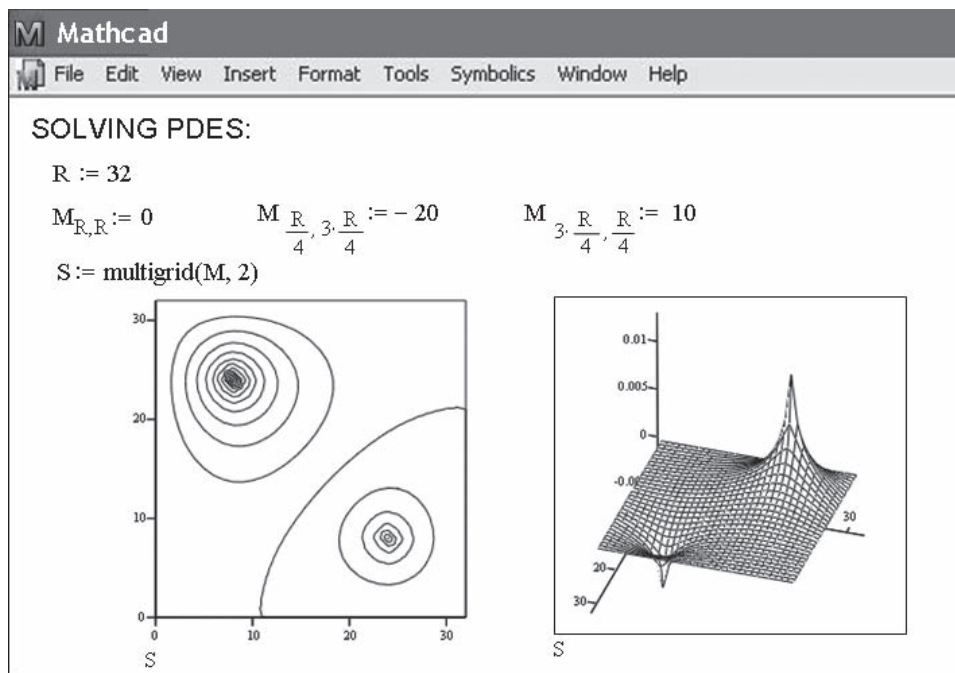 M Mathcad
File Edit View Insert Format Tools Symbolics Window Help
SOLVING PDES:
R := 32
M_{R,R} := 0 M_{R/4, 3·R/4} := − 20 M_{3·R/4, R/4} := 10
S := multigrid(M, 2)
30
20
10
0
0 10 20 30
S
0.01
0.005
0
30
20
30
S